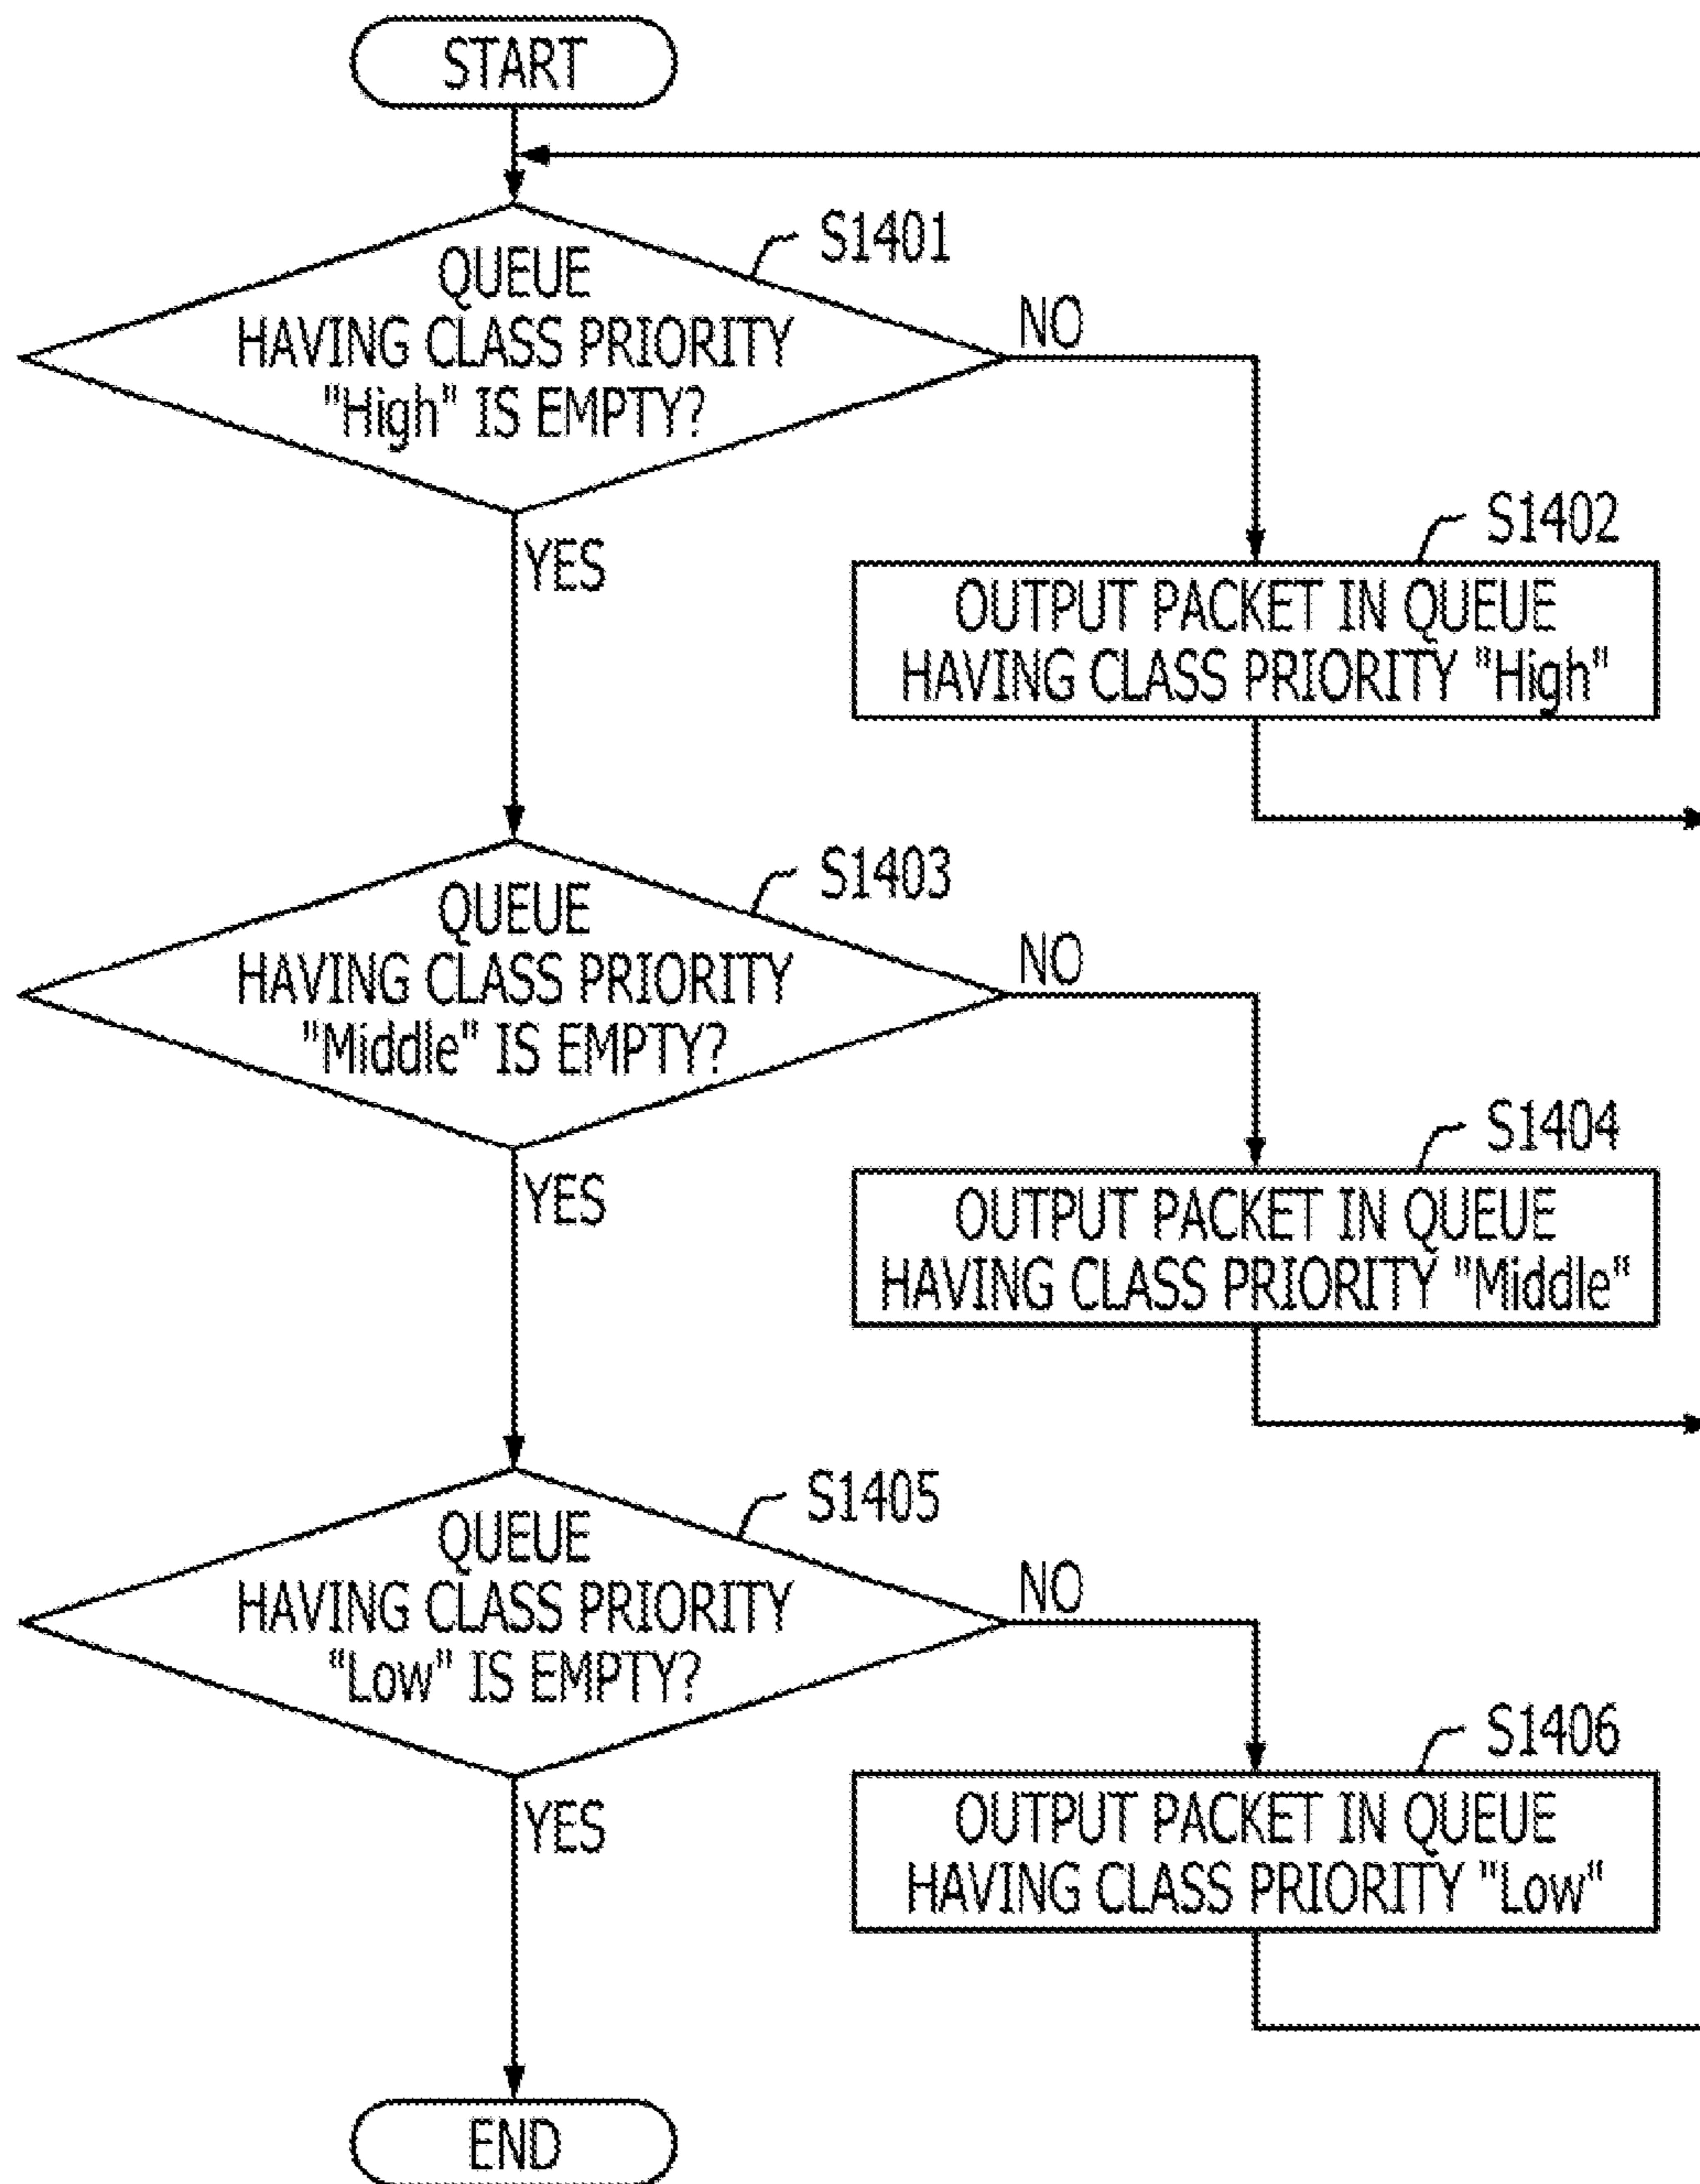 START
S1401
QUEUE
HAVING CLASS PRIORITY
"High" IS EMPTY?
NO
YES
S1402
OUTPUT PACKET IN QUEUE
HAVING CLASS PRIORITY "High"
S1403
QUEUE
HAVING CLASS PRIORITY
"Middle" IS EMPTY?
NO
YES
S1404
OUTPUT PACKET IN QUEUE
HAVING CLASS PRIORITY "Middle"
S1405
QUEUE
HAVING CLASS PRIORITY
"Low" IS EMPTY?
NO
YES
S1406
OUTPUT PACKET IN QUEUE
HAVING CLASS PRIORITY "Low"
END